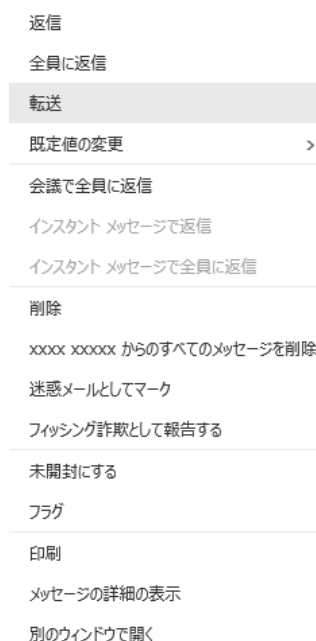 返信
全員に返信
転送
既定値の変更
会議で全員に返信
インスタント メッセージで返信
インスタント メッセージで全員に返信
削除
xxxx xxxxx からのすべてのメッセージを削除
迷惑メールとしてマーク
フィッシング詐欺として報告する
未開封にする
フラグ
印刷
メッセージの詳細の表示
別のウィンドウで開く